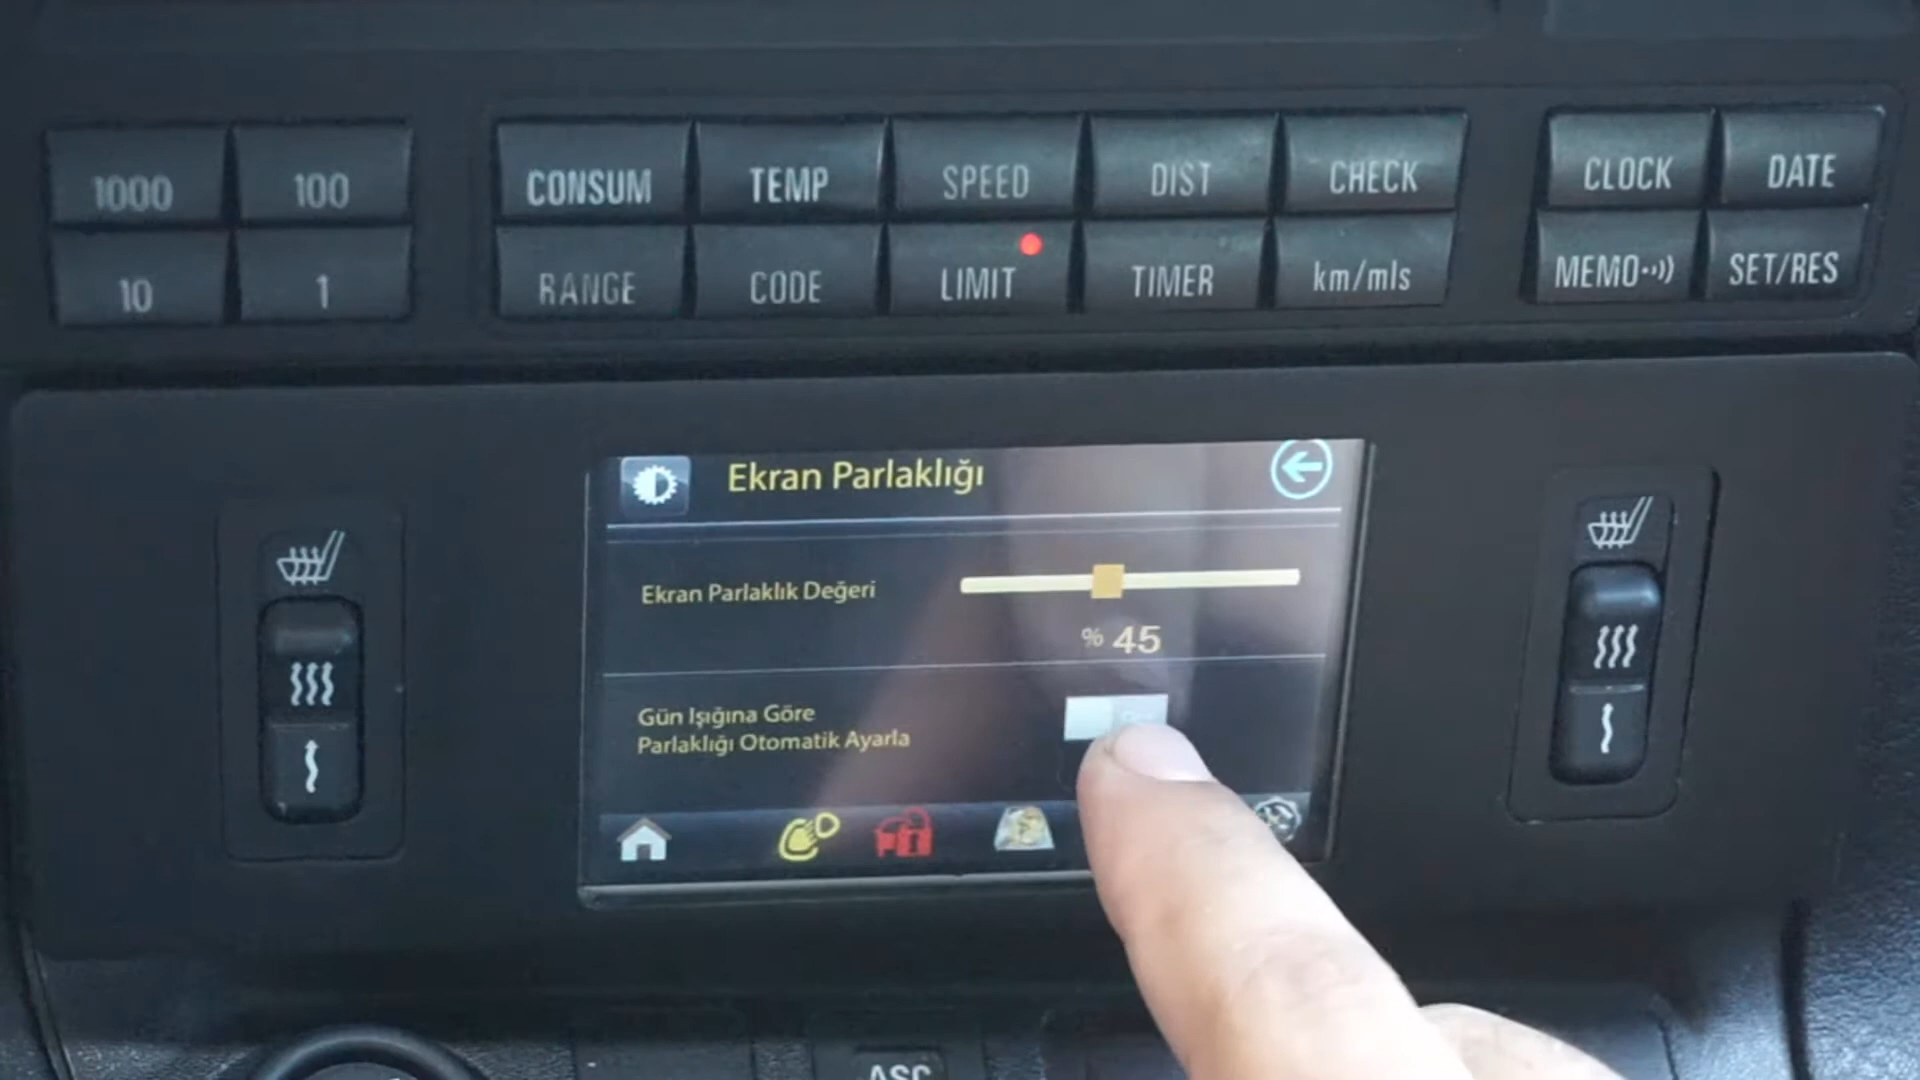 1000 100 CONSUM TEMP SPEED DIST CHECK CLOCK DATE
10 1 RANGE CODE LIMIT TIMER km/mls MEMO SET/RES
Ekran Parlaklığı
Ekran Parlaklık Değeri
% 45
Gün Işığına Göre
Parlaklığı Otomatik Ayarla
ASC